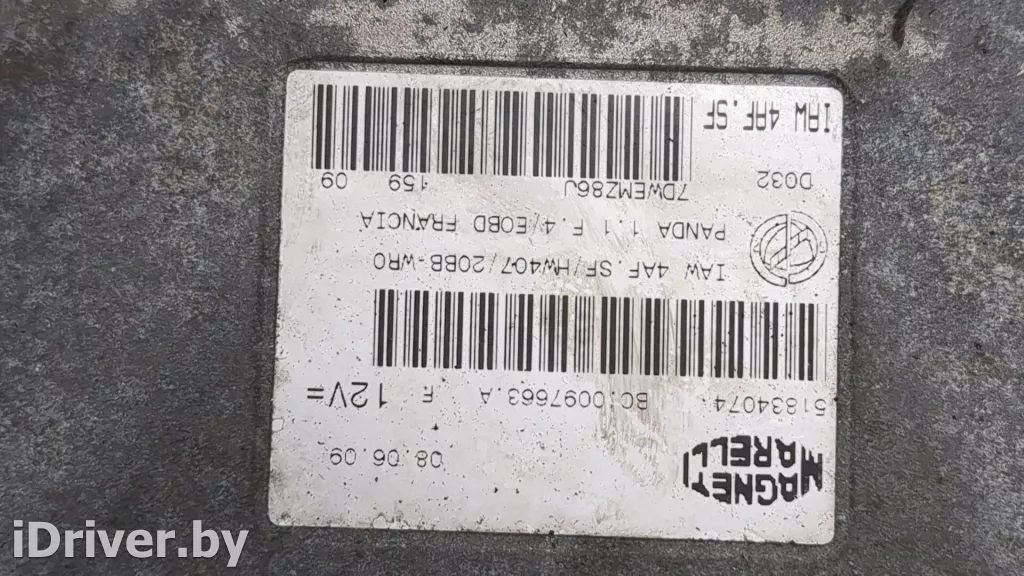 MAGNETI
MARELLI
08.06.09
51834074 BC.0097663.A F 12V=
IAW 4AF.SF/HW407/20BB-WR0
PANDA 1.1 F.4/EOBD FRANCIA
7DWEMZ86J 159 09
D032
IAW 4AF.SF
iDriver.by